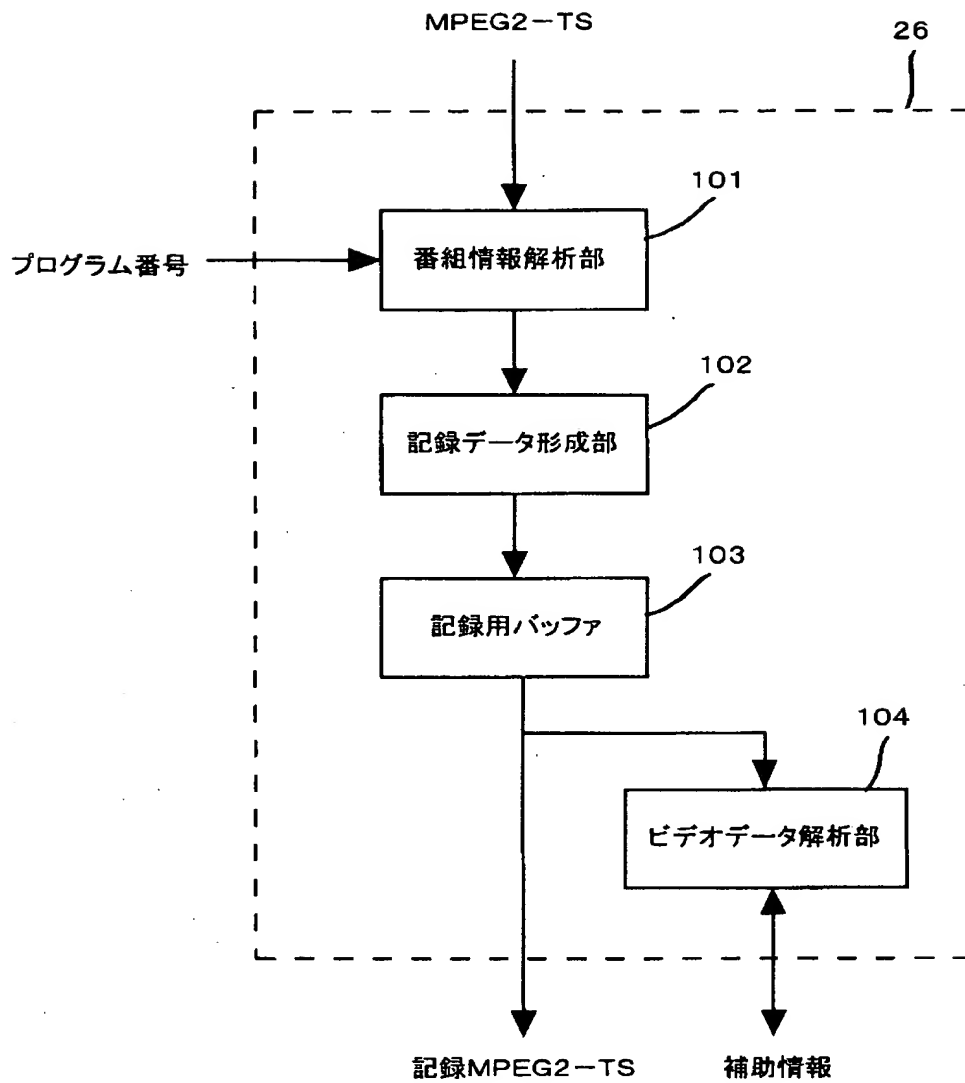 MPEG2-TS
26
101
番組情報解析部
プログラム番号
102
記録データ形成部
103
記録用バッファ
104
ビデオデータ解析部
記録MPEG2-TS
補助情報